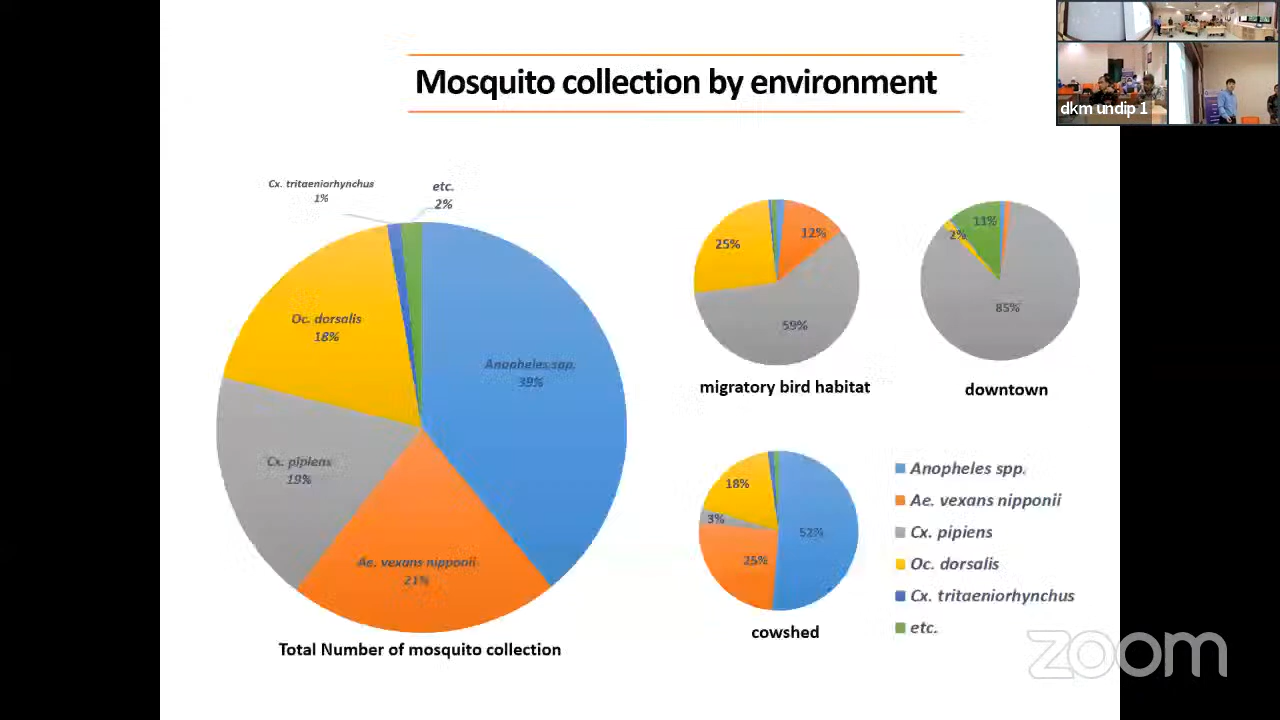 Mosquito collection by environment
dkm undip 1
Cx. tritaeniorhynchus
1%
etc.
2%
Oc. dorsalis
18%
Anopheles spp.
39%
Cx. pipiens
19%
Ae. vexans nipponii
21%
Total Number of mosquito collection
25%
12%
59%
migratory bird habitat
11%
2%
85%
downtown
18%
3%
52%
25%
cowshed
Anopheles spp.
Ae. vexans nipponii
Cx. pipiens
Oc. dorsalis
Cx. tritaeniorhynchus
etc.
zoom